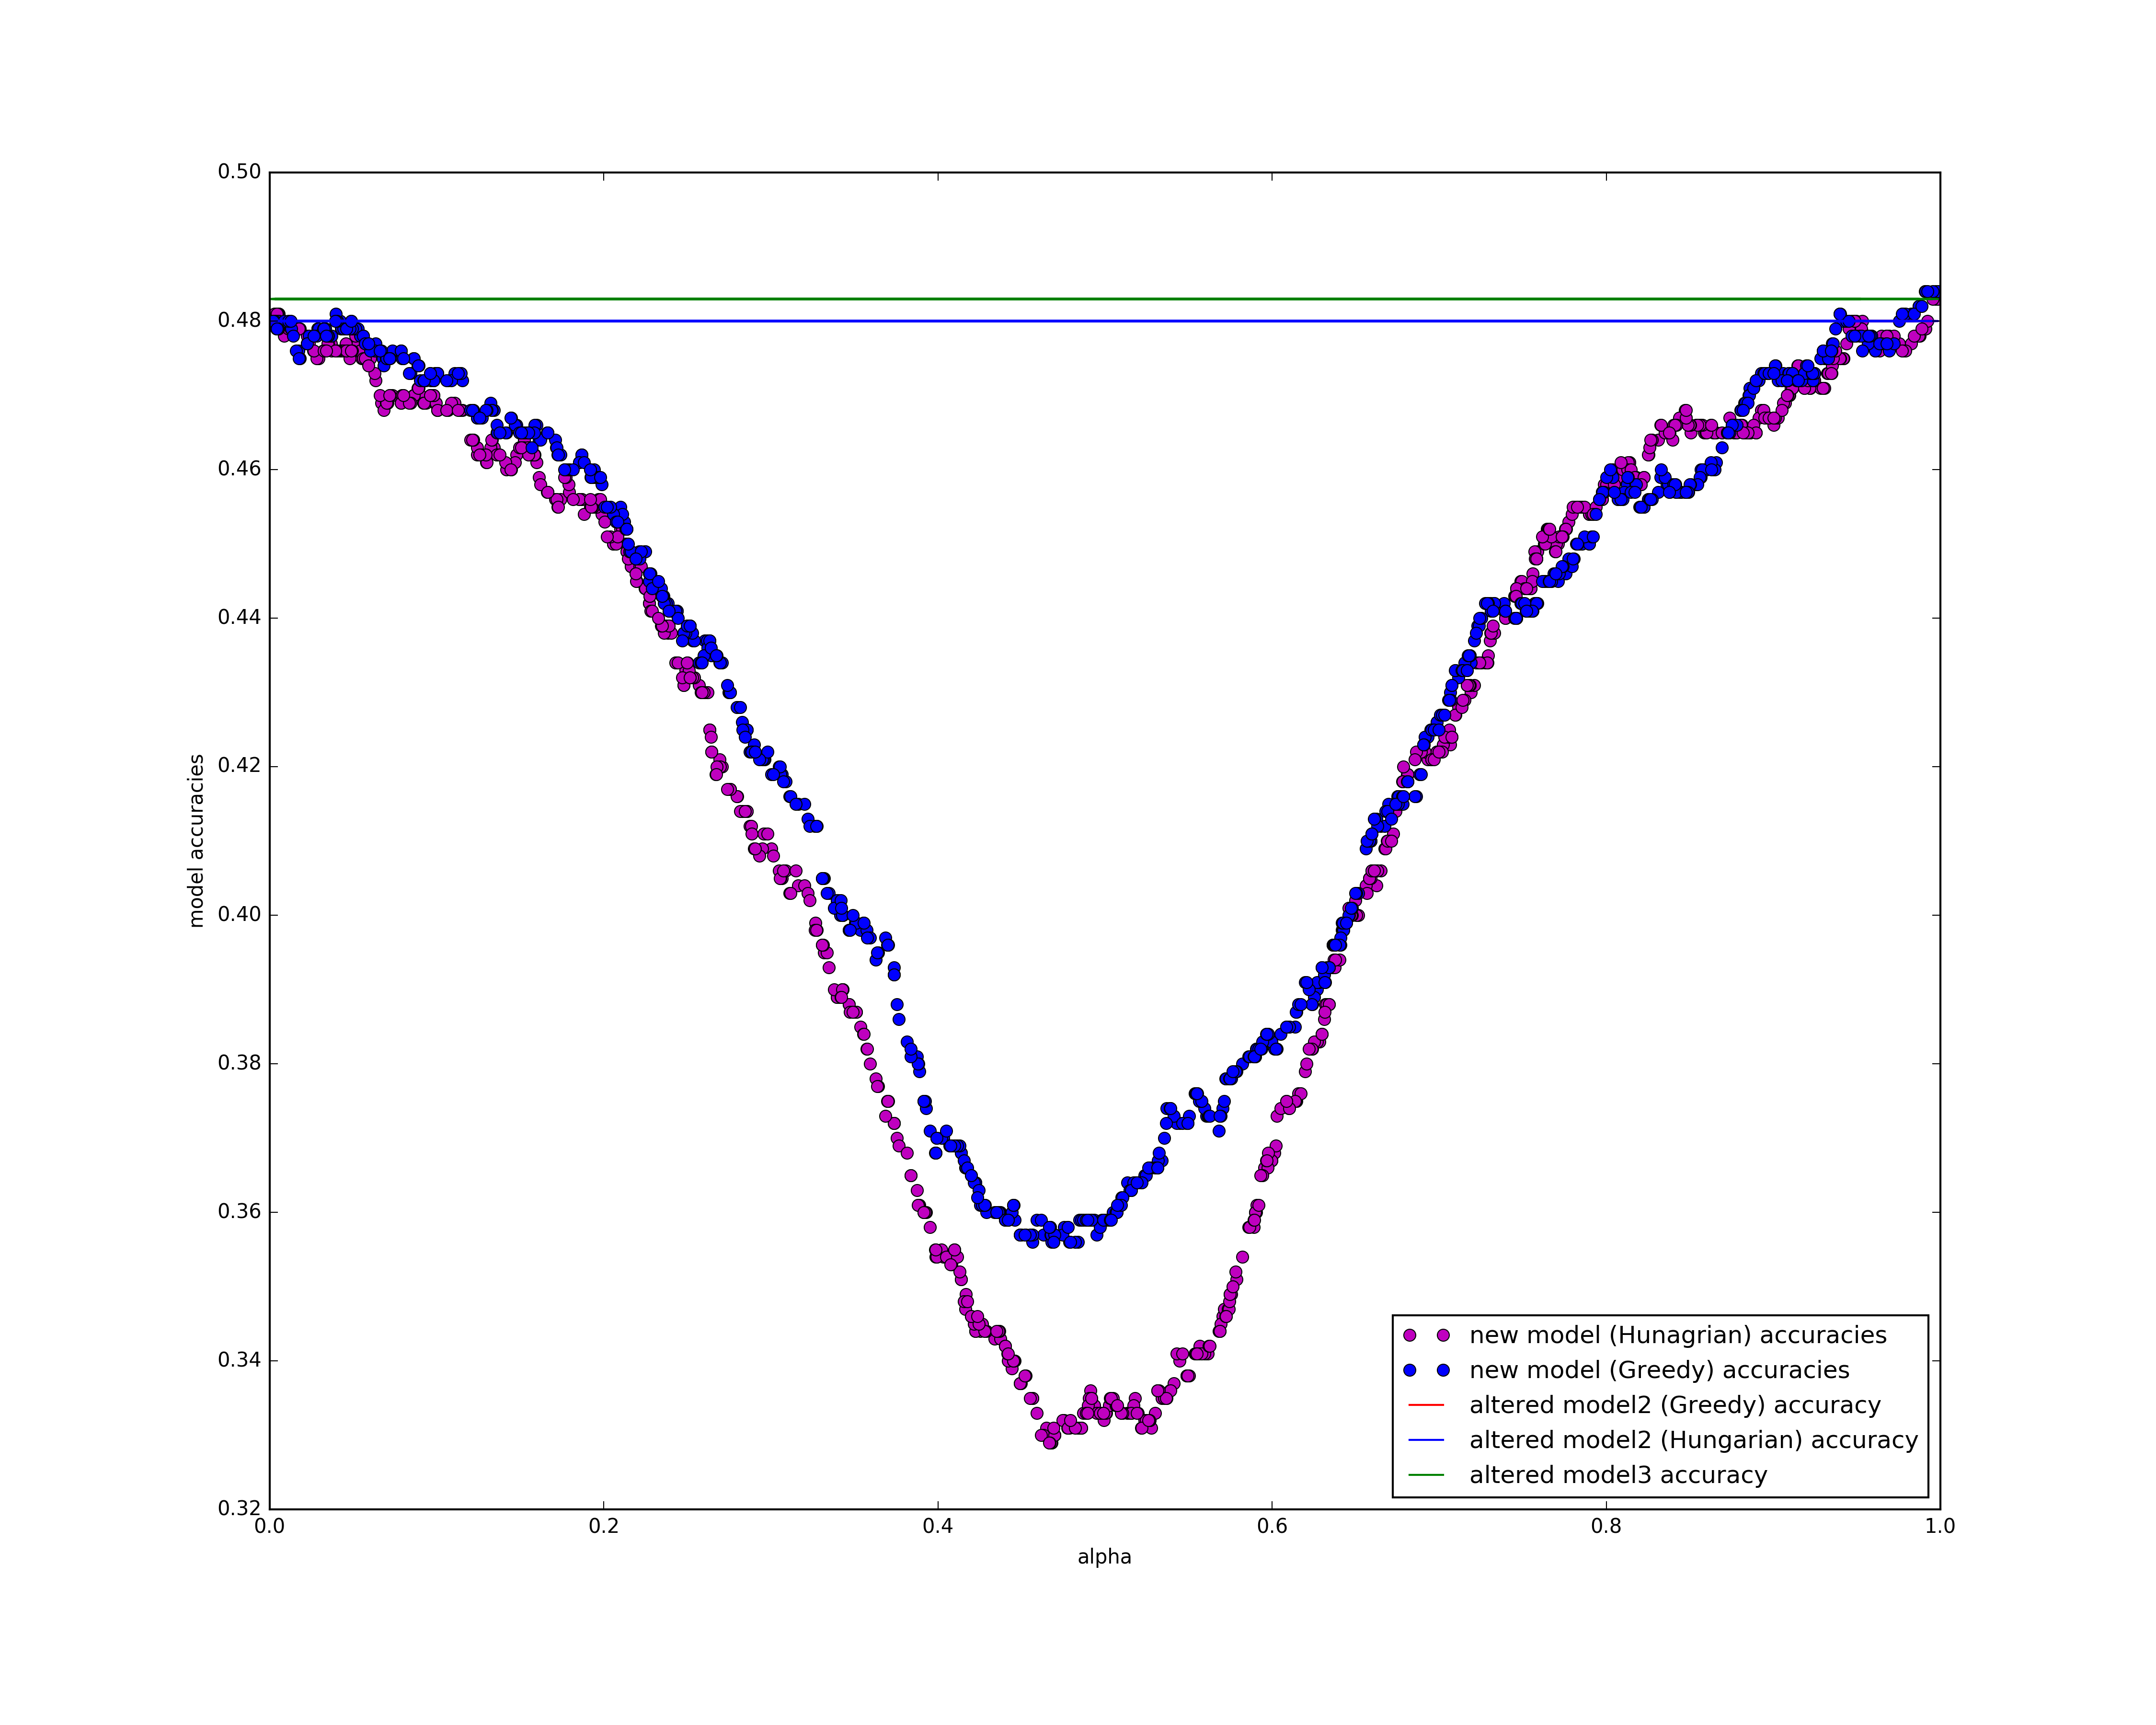 0.50
0.48
0.46
0.44
0.42
0.40
0.38
0.36
0.34
0.32
model accuracies
new model (Hunagrian) accuracies
new model (Greedy) accuracies
altered model2 (Greedy) accuracy
altered model2 (Hungarian) accuracy
altered model3 accuracy
0.0 0.2 0.4 0.6 0.8 1.0
alpha